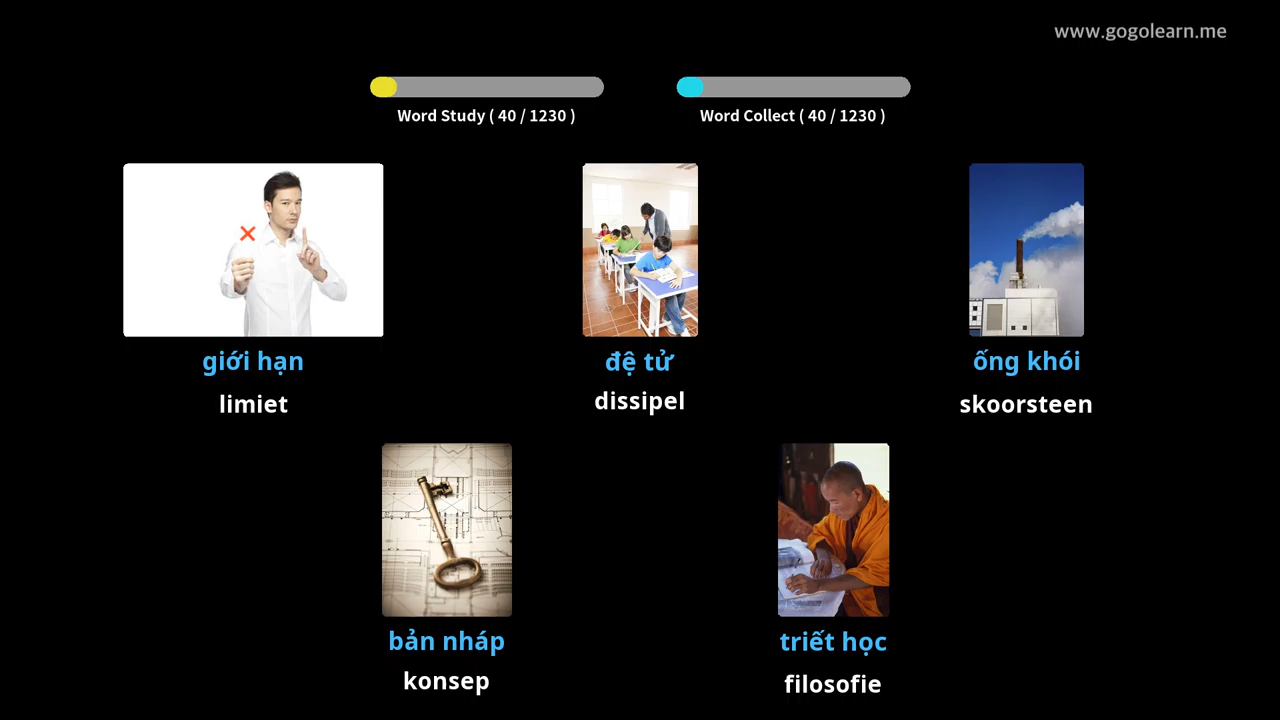 www.gogolearn.me
Word Study ( 40 / 1230 )
Word Collect ( 40 / 1230 )
giới hạn
limiet
đệ tử
dissipel
ống khói
skoorsteen
bản nháp
konsep
triết học
filosofie